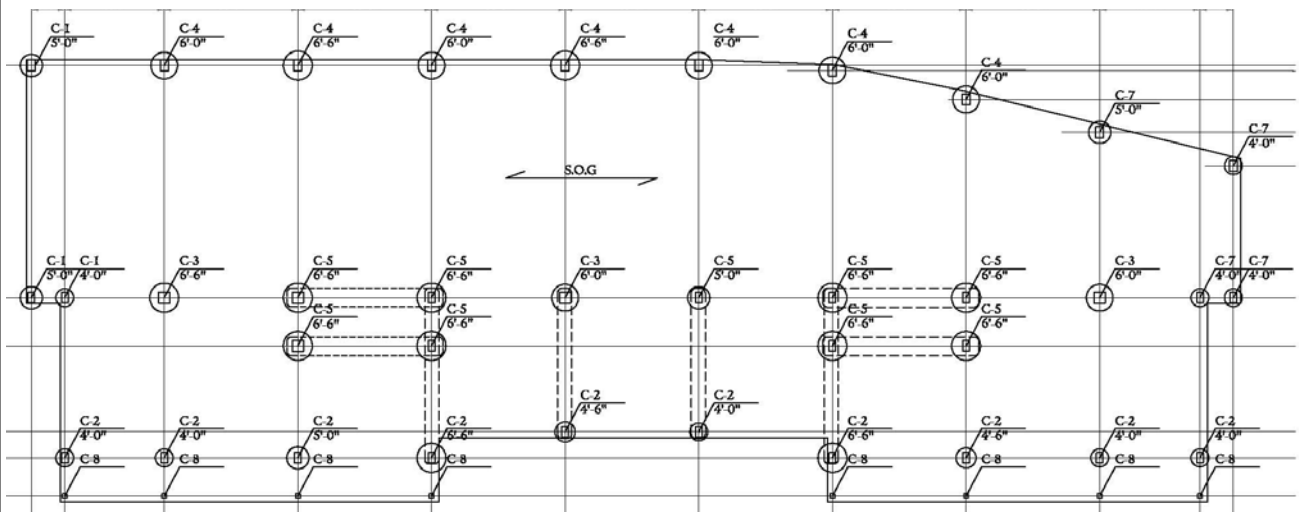 C-1
5'-0"
C-4
6'-0"
C-4
6'-6"
C-4
6'-0"
C-4
6'-6"
C-4
6'-0"
C-4
6'-0"
C-4
6'-0"
C-7
5'-0"
C-7
4'-0"
S.O.G
C-1
5'-0"
C-1
4'-0"
C-3
6'-6"
C-5
6'-6"
C-5
6'-6"
C-3
6'-0"
C-5
5'-0"
C-5
6'-6"
C-5
6'-6"
C-3
6'-0"
C-7
4'-0"
C-7
4'-0"
C-5
6'-6"
C-5
6'-6"
C-5
6'-6"
C-5
6'-6"
C-2
4'-6"
C-2
4'-0"
C-2
4'-0"
C-2
4'-0"
C-2
5'-0"
C-2
6'-6"
C-2
6'-6"
C-2
4'-6"
C-2
4'-0"
C-2
4'-0"
C-8
C-8
C-8
C-8
C-8
C-8
C-8
C-8